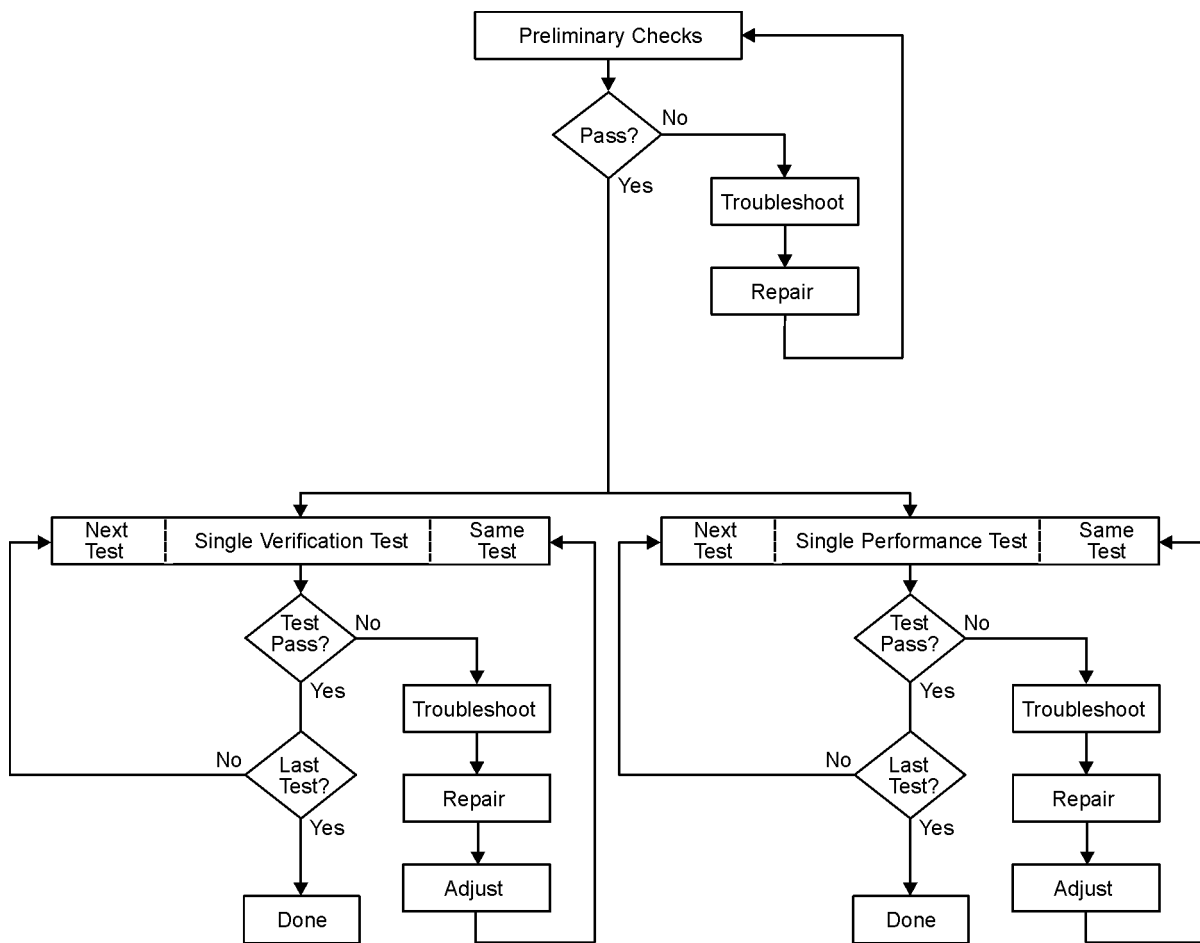 Preliminary Checks
Pass?
No
Yes
Troubleshoot
Repair
Next
Test
Single Verification Test
Same
Test
Test
Pass?
No
Yes
Troubleshoot
Last
Test?
No
Yes
Repair
Adjust
Done
Next
Test
Single Performance Test
Same
Test
Test
Pass?
No
Yes
Troubleshoot
Last
Test?
No
Yes
Repair
Adjust
Done